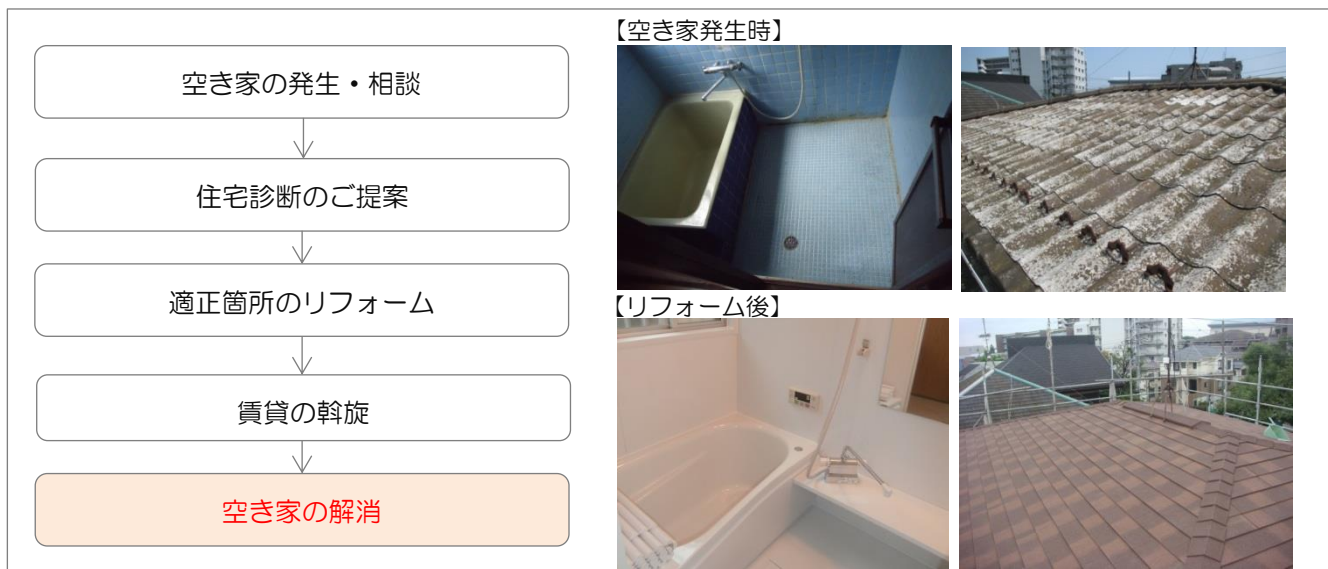 空き家の発生・相談
住宅診断のご提案
適正箇所のリフォーム
賃貸の斡旋
空き家の解消
【空き家発生時】
【リフォーム後】